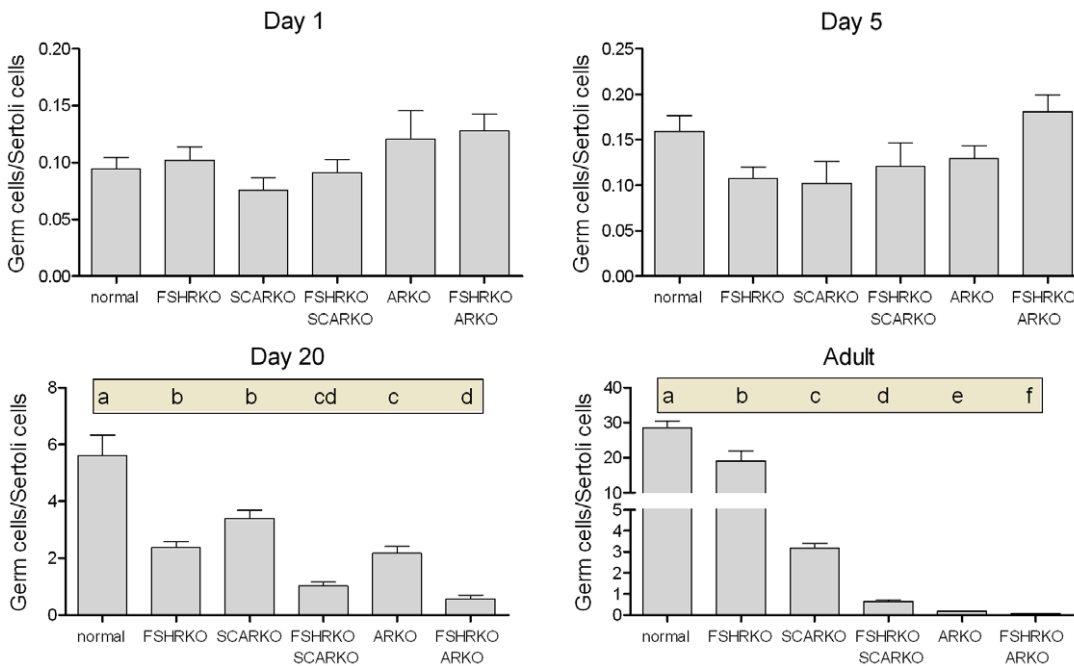 Day 1
Germ cells/Sertoli cells
0.20
0.15
0.10
0.05
0.00
normal FSHRKO SCARKO FSHRKO ARKO FSHRKO
SCARKO ARKO
Day 5
Germ cells/Sertoli cells
0.25
0.20
0.15
0.10
0.05
0.00
normal FSHRKO SCARKO FSHRKO ARKO FSHRKO
SCARKO ARKO
Day 20
a b b cd c d
Germ cells/Sertoli cells
8
6
4
2
0
normal FSHRKO SCARKO FSHRKO ARKO FSHRKO
SCARKO ARKO
Adult
a b c d e f
Germ cells/Sertoli cells
40
30
20
10
5
4
3
2
1
0
normal FSHRKO SCARKO FSHRKO ARKO FSHRKO
SCARKO ARKO